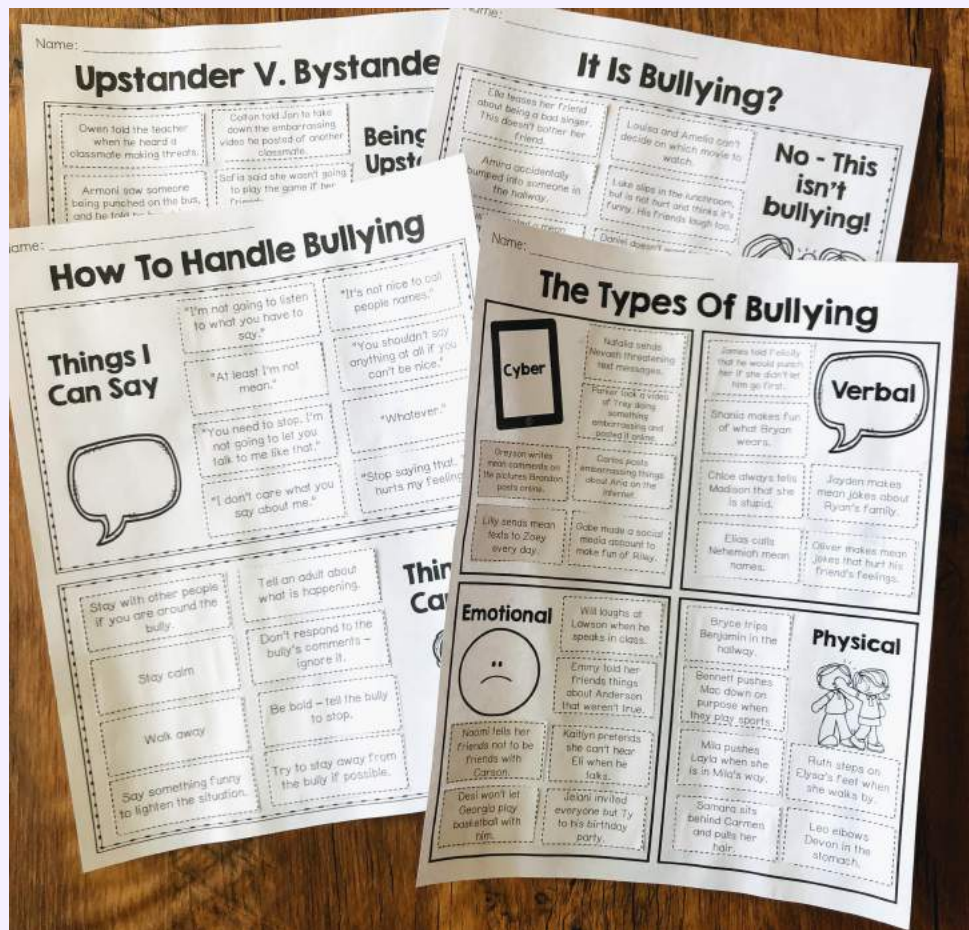 Name:
Upstander V. Bystande
Owen told the teacher
when he heard a
classmate making threats.
Colton told Jon to take
down the embarrassing
video he posted of another
classmate.
Being
Upst
Armoni saw someone
being punched on the bus,
and he told
Safia said she wasn't going
to play the game if her
ame:
It Is Bullying?
Ella teases her friend
about being a bad singer.
This doesn't bother her
friend.
Louisa and Amelia can't
decide on which movie to
watch.
No - This
isn't
bullying!
Amira accidentally
bumped into someone in
the hallway.
Luke slips in the lunchroom,
but is not hurt and thinks it's
funny. His friends laugh too.
a mean
Daniel doesn't
ame:
How To Handle Bullying
Things I
Can Say
"I'm not going to listen
to what you have to
say."
"It's not nice to call
people names."
"At least I'm not
mean."
"You shouldn't say
anything at all if you
can't be nice."
"You need to stop. I'm
not going to let you
talk to me like that."
"Whatever."
"I don't care what you
say about me."
"Stop saying that.
hurts my feeling
Thin
Ca
Stay with other people
if you are around the
bully.
Tell an adult about
what is happening.
Stay calm
Don't respond to the
bully's comments –
ignore it.
Walk away
Be bold – tell the bully
to stop.
Say something funny
to lighten the situation.
Try to stay away from
the bully if possible.
Name:
The Types Of Bullying
Cyber
Natalia sends
Nevaeh threatening
text messages.
Parker took a video
of Trey doing
something
embarrassing and
posted it online.
Greyson writes
mean comments on
the pictures Brandon
posts online.
Carlos posts
embarrassing things
about Ana on the
internet.
Lilly sends mean
texts to Zoey
every day.
Gabe made a social
media account to
make fun of Riley.
Verbal
James told Felicity
that he would punch
her if she didn't let
him go first.
Shania makes fun
of what Bryan
wears.
Chloe always tells
Madison that she
is stupid.
Jayden makes
mean jokes about
Ryan's family.
Elias calls
Nehemiah mean
names.
Oliver makes mean
jokes that hurt his
friend's feelings.
Emotional
Will laughs at
Lawson when he
speaks in class.
Emmy told her
friends things
about Anderson
that weren't true.
Naomi tells her
friends not to be
friends with
Carson.
Kaitlyn pretends
she can't hear
Eli when he
talks.
Desi won't let
Georgia play
basketball with
him.
Jelani invited
everyone but Ty
to his birthday
party.
Physical
Bryce trips
Benjamin in the
hallway.
Bennett pushes
Mac down on
purpose when
they play sports.
Mila pushes
Layla when she
is in Mila's way.
Ruth steps on
Elysia's feet when
she walks by.
Samara sits
behind Carmen
and pulls her
hair.
Leo elbows
Devon in the
stomach.